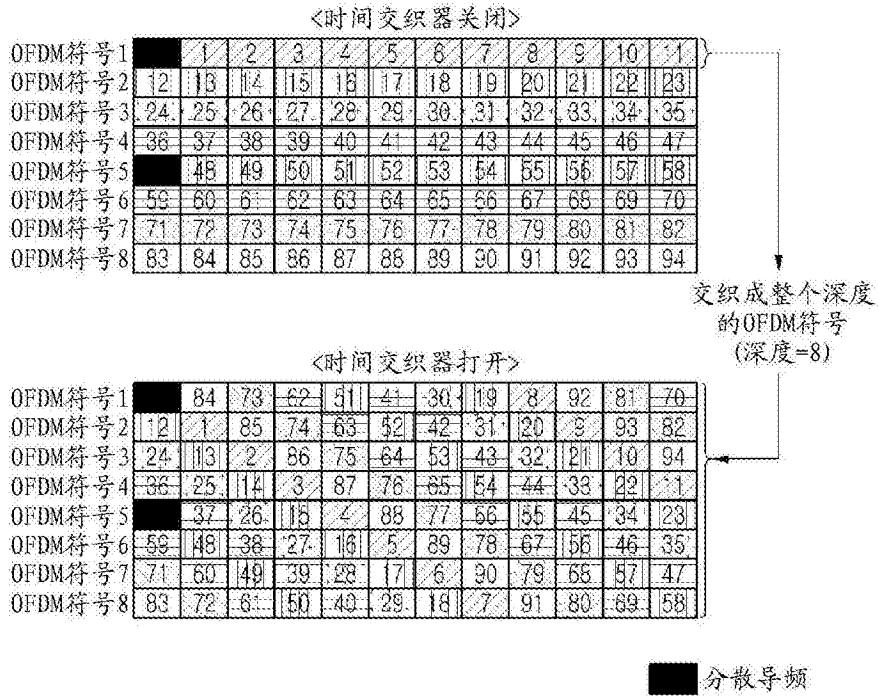 <时间交织器关闭>
OFDM符号1 1 2 3 4 5 6 7 8 9 10 11
OFDM符号2 12 13 14 15 16 17 18 19 20 21 22 23
OFDM符号3 24 25 26 27 28 29 30 31 32 33 34 35
OFDM符号4 36 37 38 39 40 41 42 43 44 45 46 47
OFDM符号5 48 49 50 51 52 53 54 55 56 57 58
OFDM符号6 59 60 61 62 63 64 65 66 67 68 69 70
OFDM符号7 71 72 73 74 75 76 77 78 79 80 81 82
OFDM符号8 83 84 85 86 87 88 89 90 91 92 93 94
交织成整个深度
的OFDM符号
(深度=8)
<时间交织器打开>
OFDM符号1 84 73 62 51 41 30 19 8 92 81 70
OFDM符号2 12 1 85 74 63 52 42 31 20 9 93 82
OFDM符号3 24 13 2 86 75 64 53 43 32 21 10 94
OFDM符号4 36 25 14 3 87 76 65 54 44 33 22 11
OFDM符号5 37 26 15 4 88 77 66 55 45 34 23
OFDM符号6 59 48 38 27 16 5 89 78 67 56 46 35
OFDM符号7 71 60 49 39 28 17 6 90 79 68 57 47
OFDM符号8 83 72 61 50 40 29 18 7 91 80 69 58
分散导频